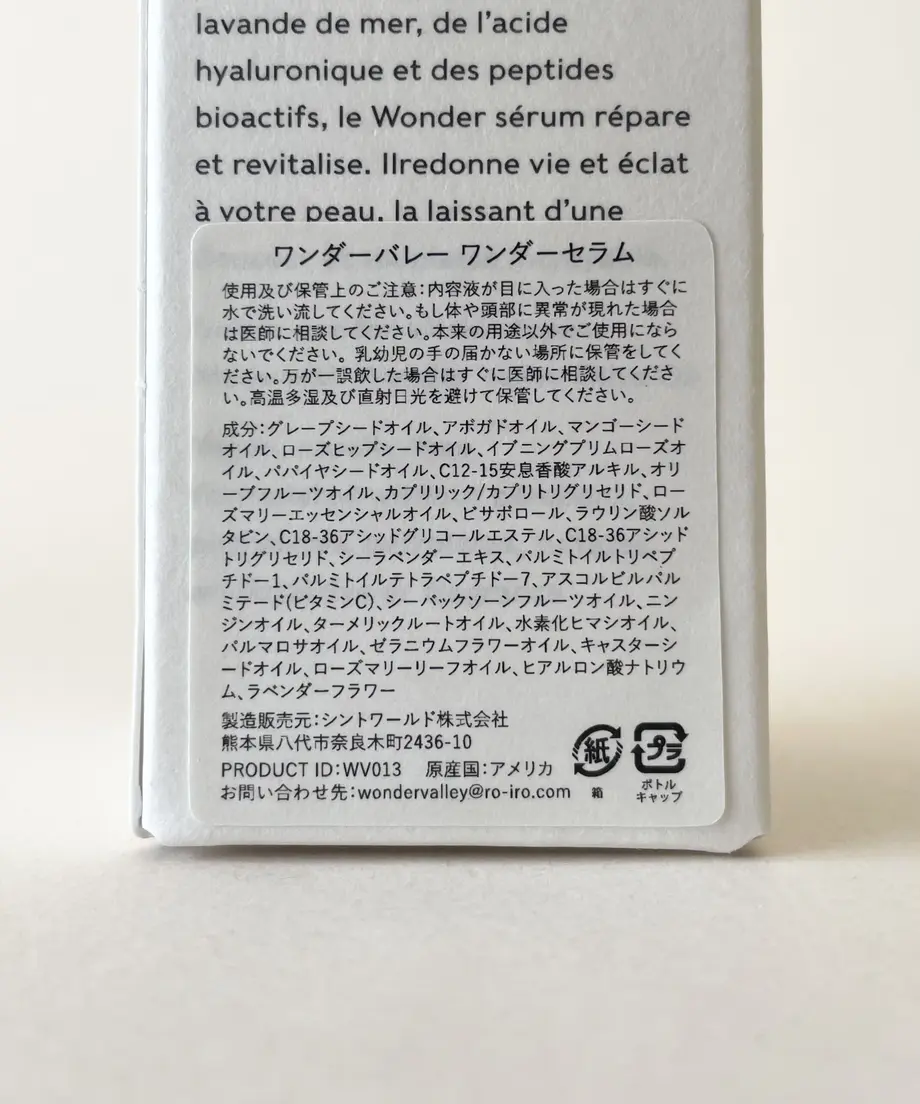 lavande de mer, de l’acide
hyaluronique et des peptides
bioactifs, le Wonder sérum répare
et revitalise. Ilredonne vie et éclat
à votre peau, la laissant d’une
ワンダーバレー ワンダーセラム
使用及び保管上のご注意:内容液が目に入った場合はすぐに
水で洗い流してください。もし体や頭部に異常が現れた場合
は医師に相談してください。本来の用途以外でご使用になら
ないでください。 乳幼児の手の届かない場所に保管をしてく
ださい。万が一誤飲した場合はすぐに医師に相談してくださ
い。高温多湿及び直射日光を避けて保管してください。
成分:グレープシードオイル、アボガドオイル、マンゴーシード
オイル、ローズヒップシードオイル、イブニングプリムローズオ
イル、パパイヤシードオイル、C12-15安息香酸アルキル、オリ
ーブフルーツオイル、カプリリック/カプリトリグリセリド、ロー
ズマリーエッセンシャルオイル、ビサボロール、ラウリン酸ソル
タビン、C18-36アシッドグリコールエステル、C18-36アシッド
トリグリセリド、シーラベンダーエキス、パルミトイルトリペプ
チドー1、パルミトイルテトラペプチドー7、アスコルビルパル
ミテード(ビタミンC)、シーバックソーンフルーツオイル、ニン
ジンオイル、ターメリックルートオイル、水素化ヒマシオイル、
パルマロサオイル、ゼラニウムフラワーオイル、キャスターシ
ードオイル、ローズマリーリーフオイル、ヒアルロン酸ナトリウ
ム、ラベンダーフラワー
製造販売元:シントワールド株式会社
熊本県八代市奈良木町2436-10
PRODUCT ID:WV013 原産国:アメリカ
お問い合わせ先:wondervalley@ro-iro.com
紙
箱
プラ
ボトル
キャップ